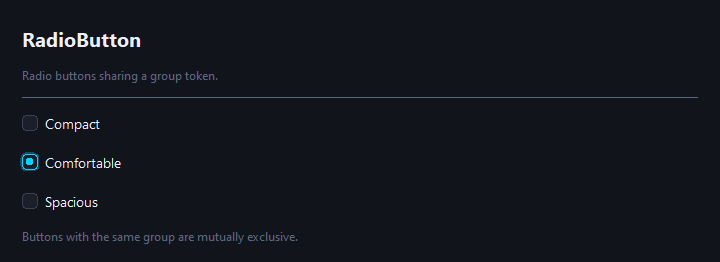 RadioButton
Radio buttons sharing a group token.
Compact
Comfortable
Spacious
Buttons with the same group are mutually exclusive.